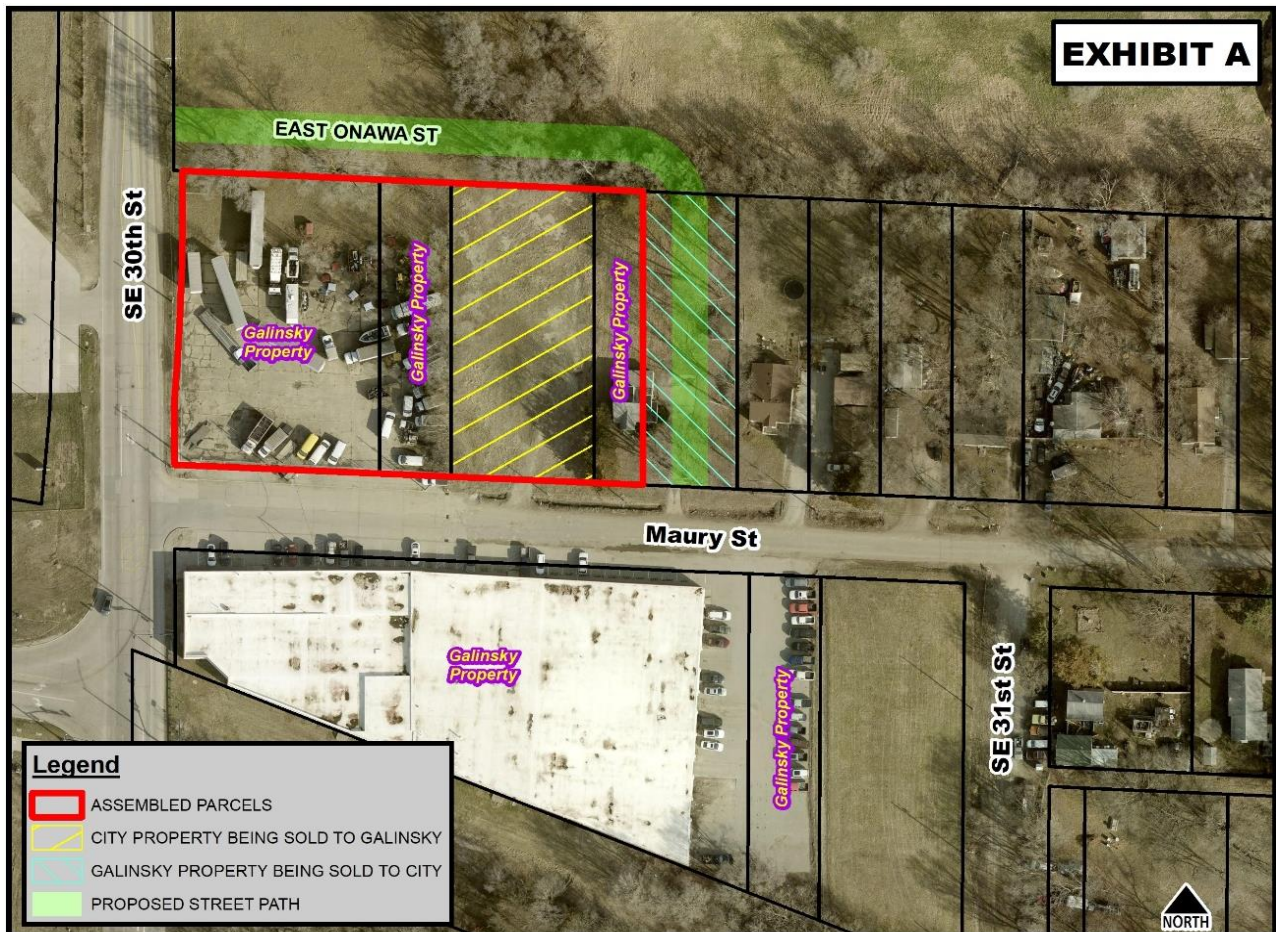 EXHIBIT A
EAST ONAWA ST
SE 30th St
Galinsky
Property
Galinsky Property
Galinsky Property
Maury St
Galinsky
Property
Galinsky Property
SE 31st St
Legend
ASSEMBLED PARCELS
CITY PROPERTY BEING SOLD TO GALINSKY
GALINSKY PROPERTY BEING SOLD TO CITY
PROPOSED STREET PATH
NORTH